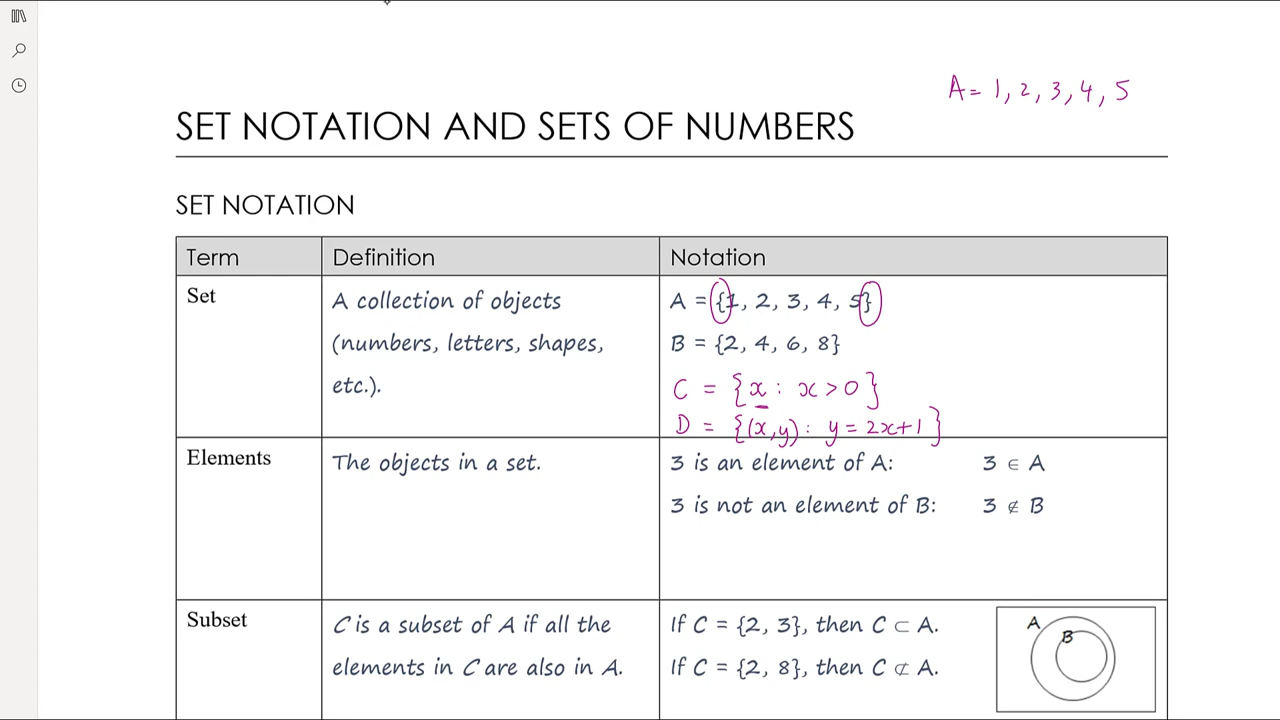 A = 1, 2, 3, 4, 5
SET NOTATION AND SETS OF NUMBERS
SET NOTATION
Term Definition Notation
Set
A collection of objects
(numbers, letters, shapes,
etc.).
A = {1, 2, 3, 4, 5}
B = {2, 4, 6, 8}
C = {x : x > 0}
D = {(x, y) : y = 2x+1}
Elements
The objects in a set.
3 is an element of A: 3 ∈ A
3 is not an element of B: 3 ∉ B
Subset
C is a subset of A if all the
elements in C are also in A.
If C = {2, 3}, then C ⊂ A.
If C = {2, 8}, then C ⊄ A.
A
B